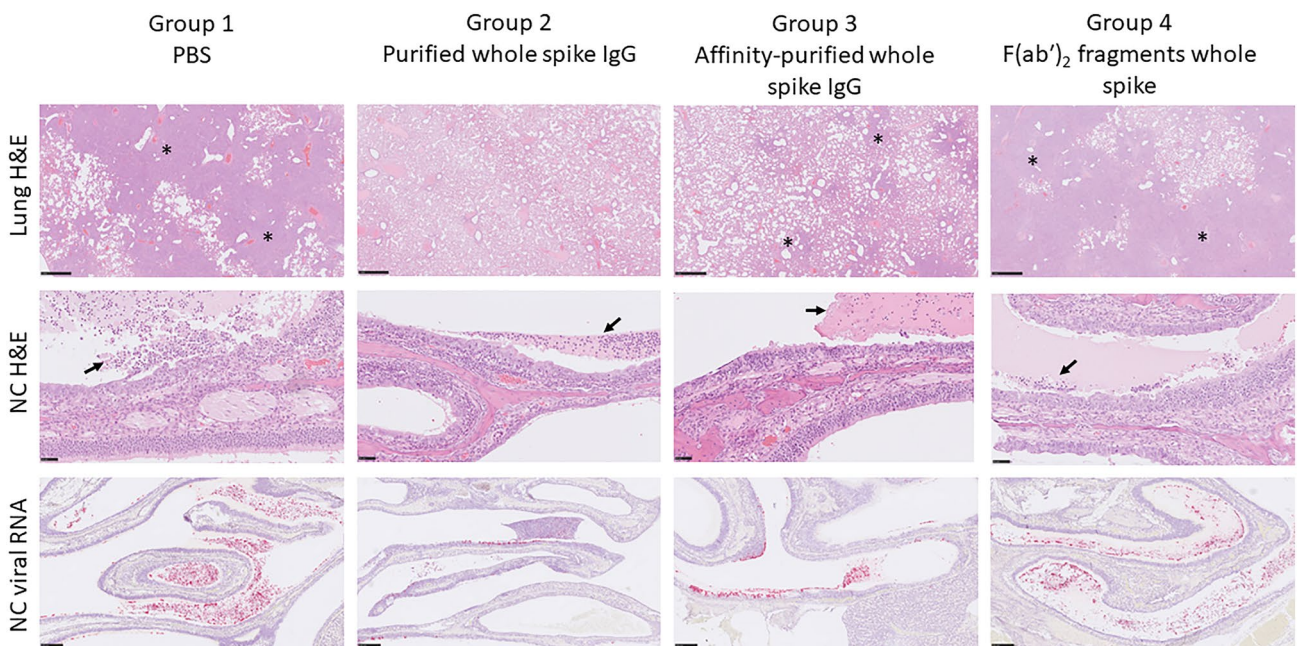 Group 1
PBS
Group 2
Purified whole spike IgG
Group 3
Affinity-purified whole
spike IgG
Group 4
F(ab′)₂ fragments whole
spike
Lung H&E
*
*
*
*
*
*
NC H&E
NC viral RNA